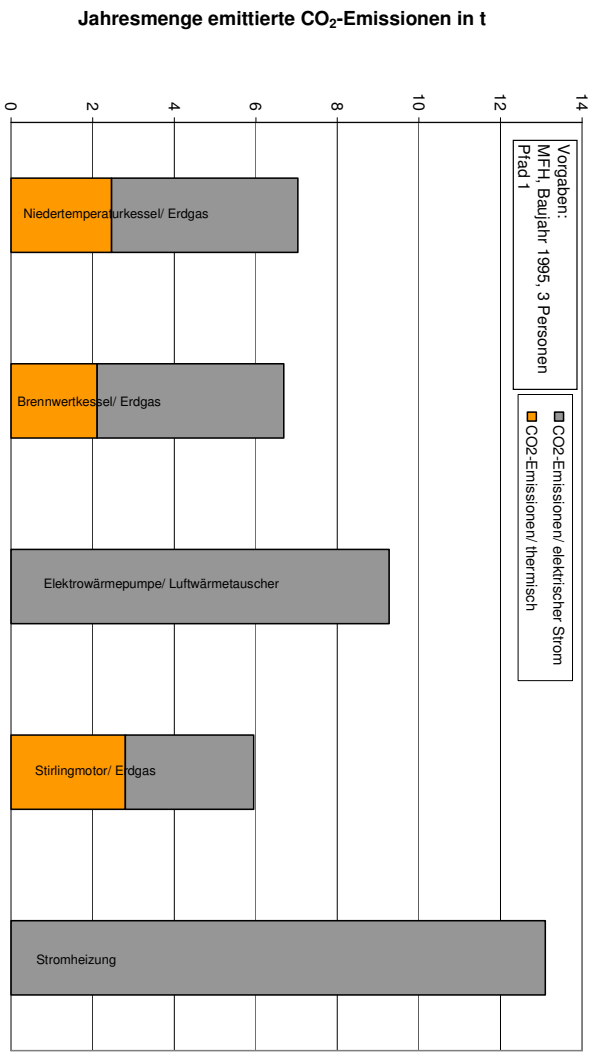 Jahresmenge emittierte CO₂-Emissionen in t
0
2
4
6
8
10
12
14
Vorgaben:
MFH, Baujahr 1995, 3 Personen
Pfad 1
CO2-Emissionen/ elektrischer Strom
CO2-Emissionen/ thermisch
Niedertemperaturkessel/ Erdgas
Brennwertkessel/ Erdgas
Elektrowärmepumpe/ Luftwärmetauscher
Stirlingmotor/ Erdgas
Stromheizung